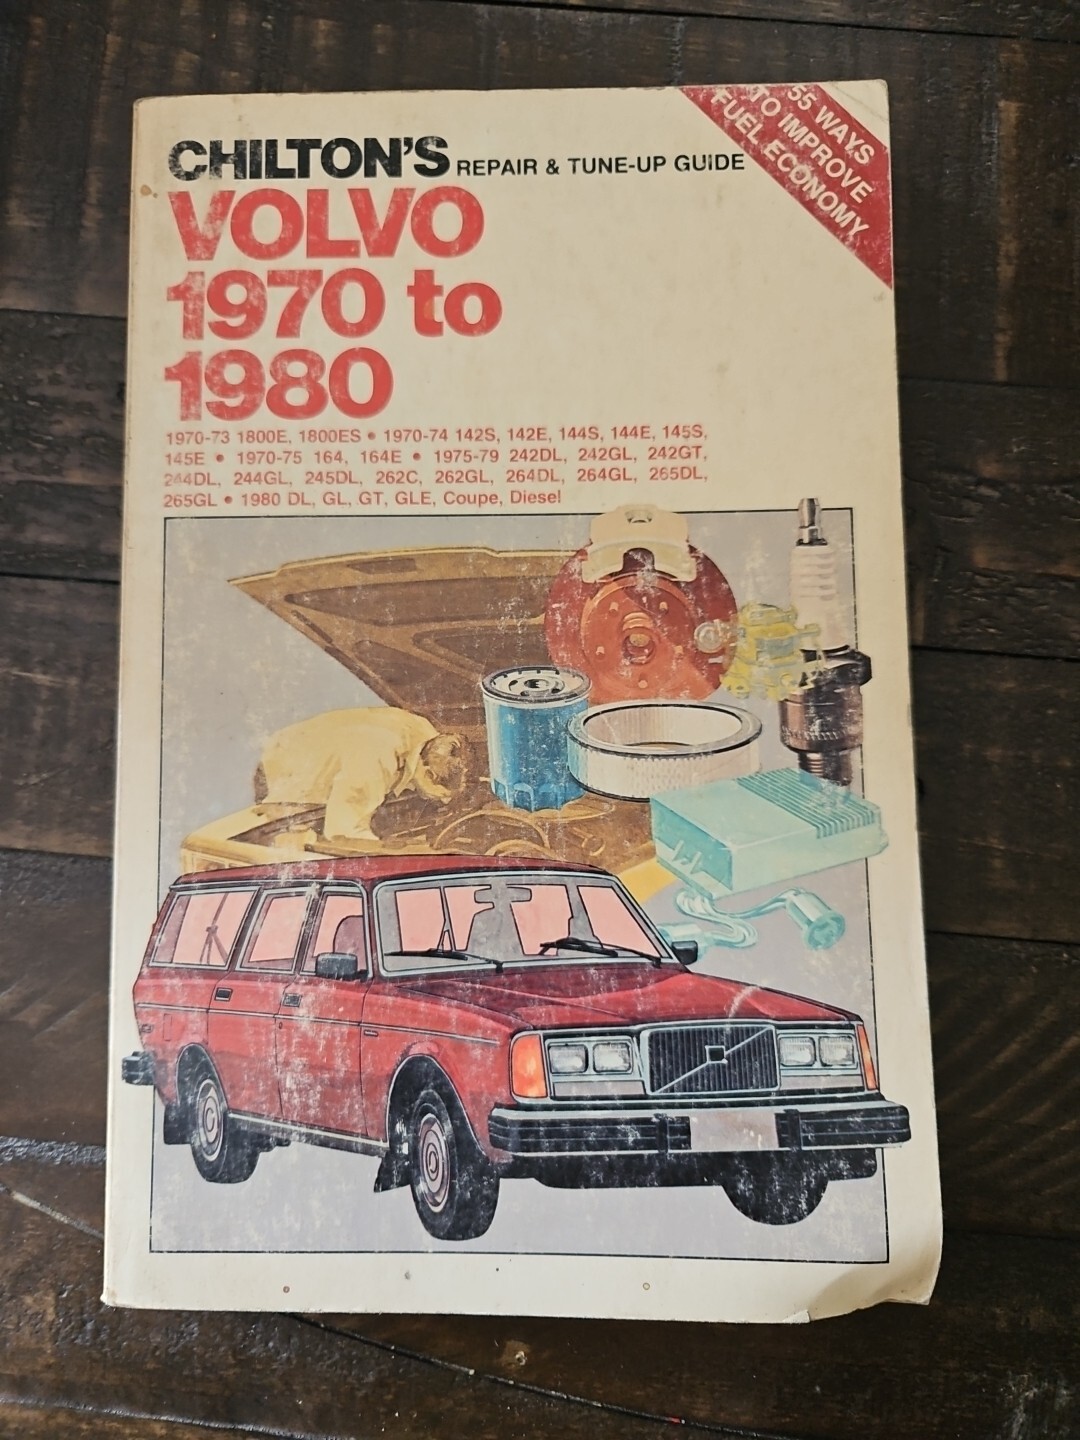 CHILTON'S REPAIR & TUNE-UP GUIDE
55 WAYS
TO IMPROVE
FUEL ECONOMY
VOLVO
1970 to
1980
1970-73 1800E, 1800ES • 1970-74 142S, 142E, 144S, 144E, 145S,
145E • 1970-75 164, 164E • 1975-79 242DL, 242GL, 242GT,
244DL, 244GL, 245DL, 262C, 262GL, 264DL, 264GL, 265DL,
265GL • 1980 DL, GL, GT, GLE, Coupe, Diesel